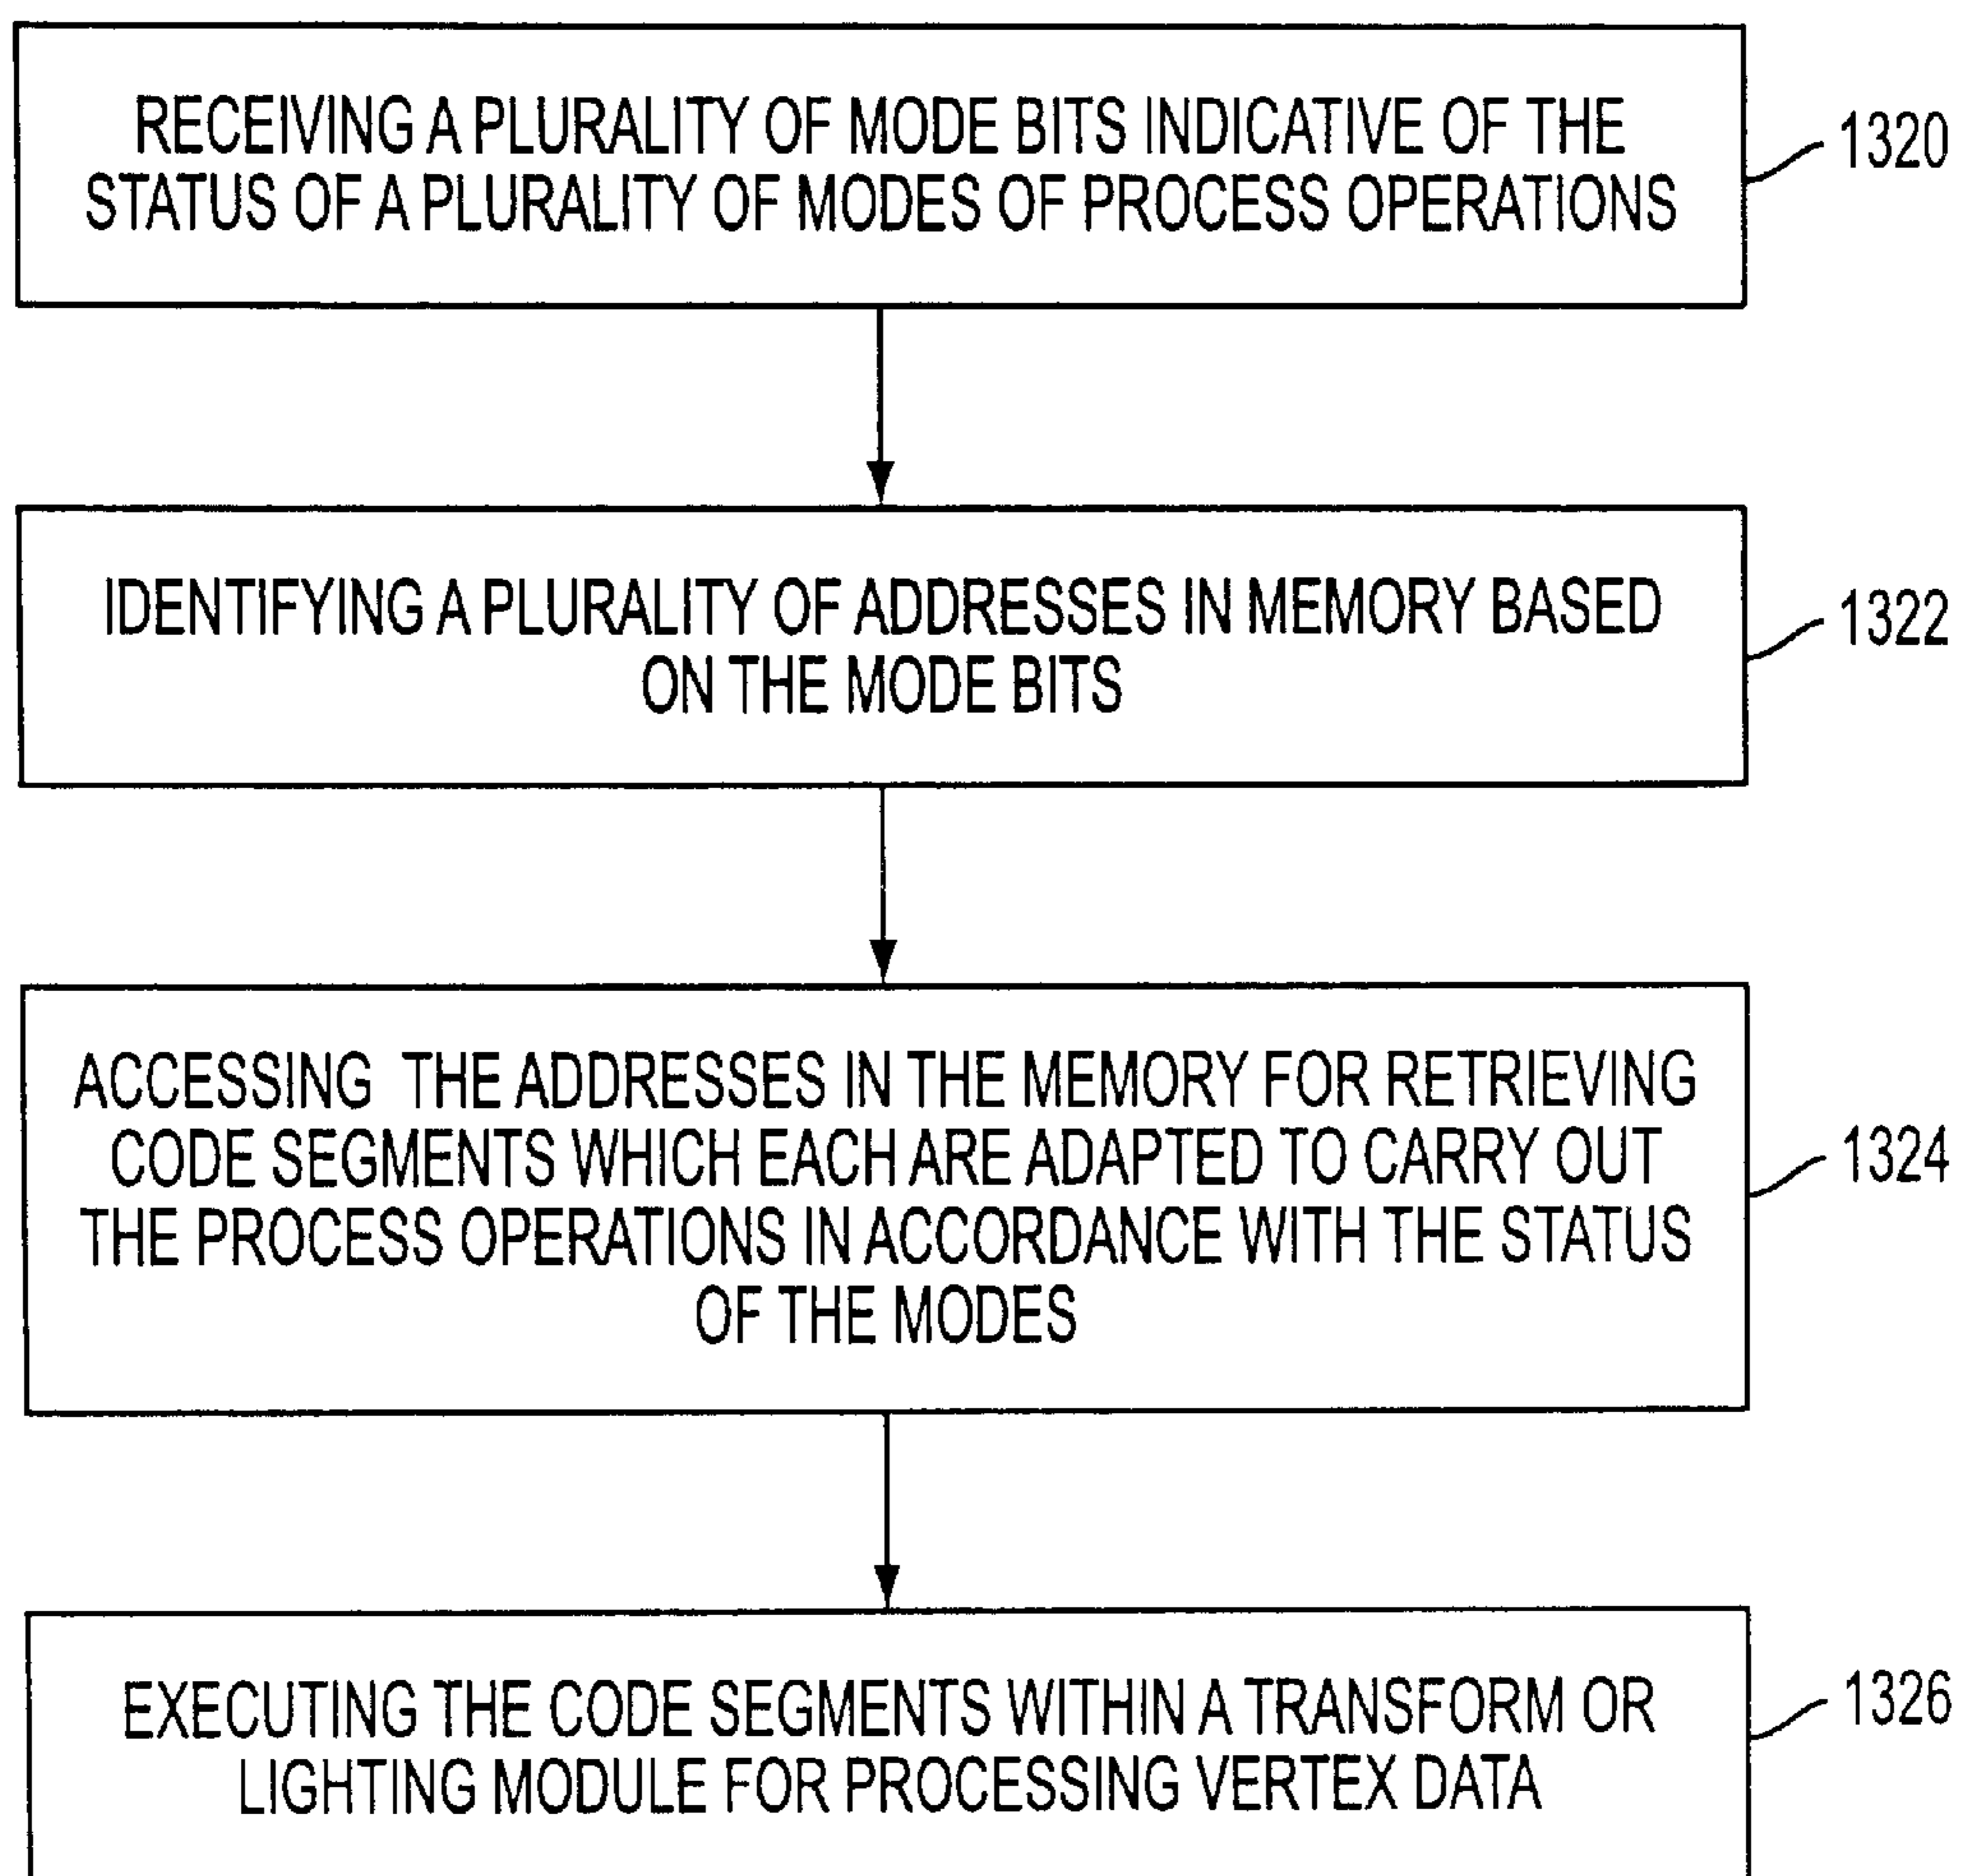 RECEIVING A PLURALITY OF MODE BITS INDICATIVE OF THE
STATUS OF A PLURALITY OF MODES OF PROCESS OPERATIONS
1320
IDENTIFYING A PLURALITY OF ADDRESSES IN MEMORY BASED
ON THE MODE BITS
1322
ACCESSING THE ADDRESSES IN THE MEMORY FOR RETRIEVING
CODE SEGMENTS WHICH EACH ARE ADAPTED TO CARRY OUT
THE PROCESS OPERATIONS IN ACCORDANCE WITH THE STATUS
OF THE MODES
1324
EXECUTING THE CODE SEGMENTS WITHIN A TRANSFORM OR
LIGHTING MODULE FOR PROCESSING VERTEX DATA
1326